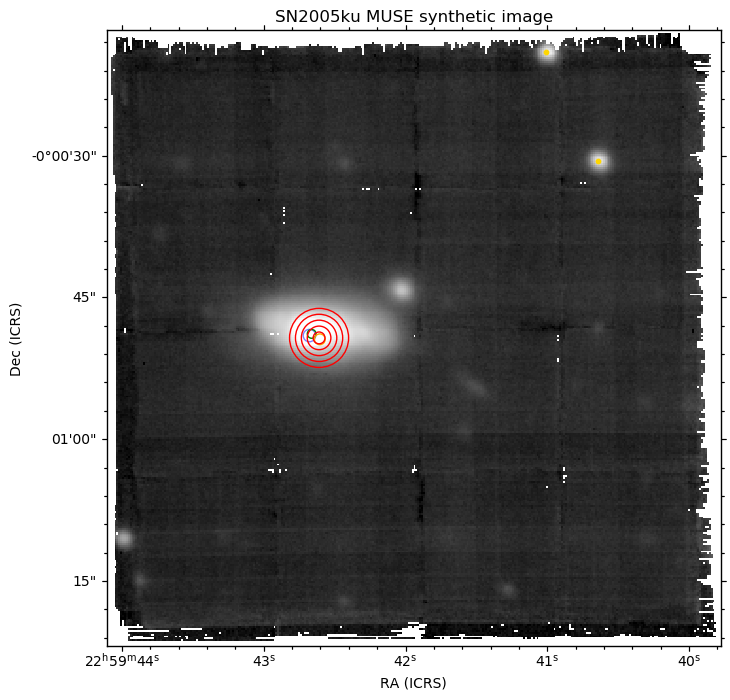 SN2005ku MUSE synthetic image
-0°00'30"
45"
01'00"
15"
Dec (ICRS)
22ʰ59ᵐ44ˢ 43ˢ 42ˢ 41ˢ 40ˢ
RA (ICRS)